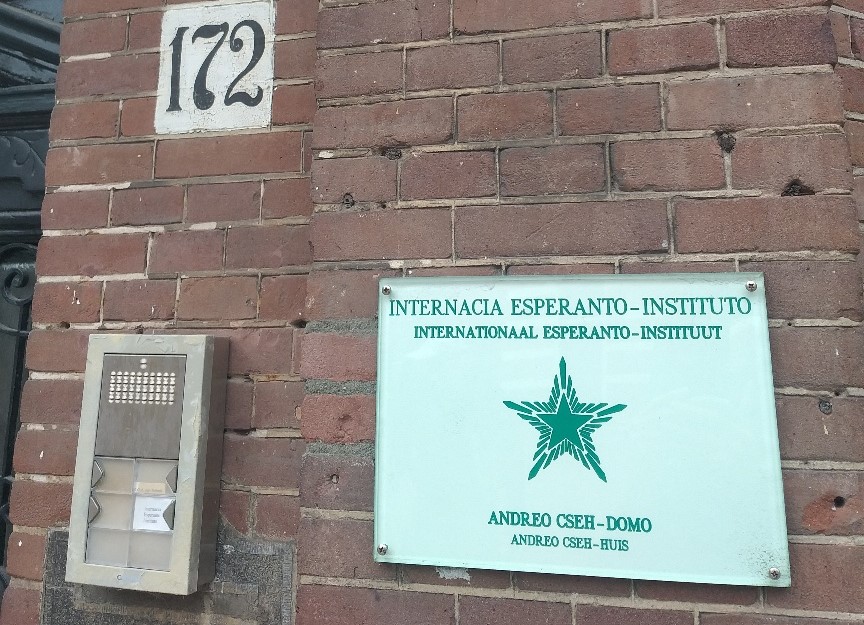 172
INTERNACIA ESPERANTO-INSTITUTO
INTERNATIONAAL ESPERANTO-INSTITUUT
ANDREO CSEH-DOMO
ANDREO CSEH-HUIS